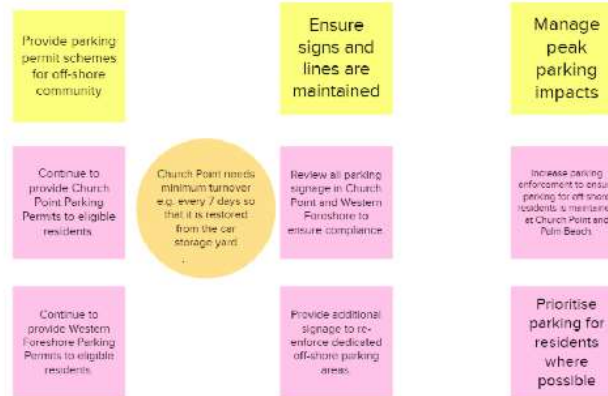 Provide parking
permit schemes
for off-shore
community
Ensure
signs and
lines are
maintained
Manage
peak
parking
impacts
Continue to
provide Church
Point Parking
Permits to eligible
residents
Church Point needs
minimum turnover
e.g. every 7 days so
that it is restored
from the car
storage yard
.
Review all parking
signage in Church
Point and Western
Foreshore to
ensure compliance
Increase parking
enforcement to ensure
parking for off shore
residents is maintained
at Church Point and
Palm Beach
Continue to
provide Western
Foreshore Parking
Permits to eligible
residents
Provide additional
signage to re-
enforce dedicated
off-shore parking
areas
Prioritise
parking for
residents
where
possible